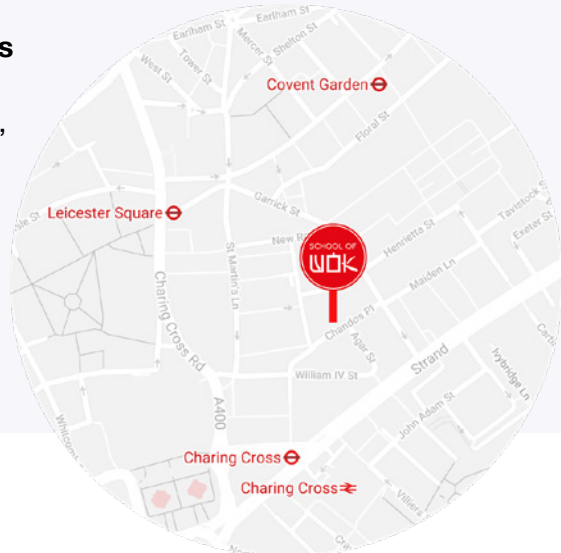 Earlham St
Earlham St
s
Mercer St
Shelton St
West St
Tower St
Covent Garden
,
Floral St
Garrick St
Leicester Square
sle St
Tavistock
Exeter St
Henrietta St
New R
SCHOOL OF
WOK
St Martin's Ln
Maiden Ln
Charing Cross Rd
Chandos Pl
Agar St
Strand
William IV St
Ivybridge Ln
A400
John Adam St
Whitcom
Charing Cross
Charing Cross
Villiers